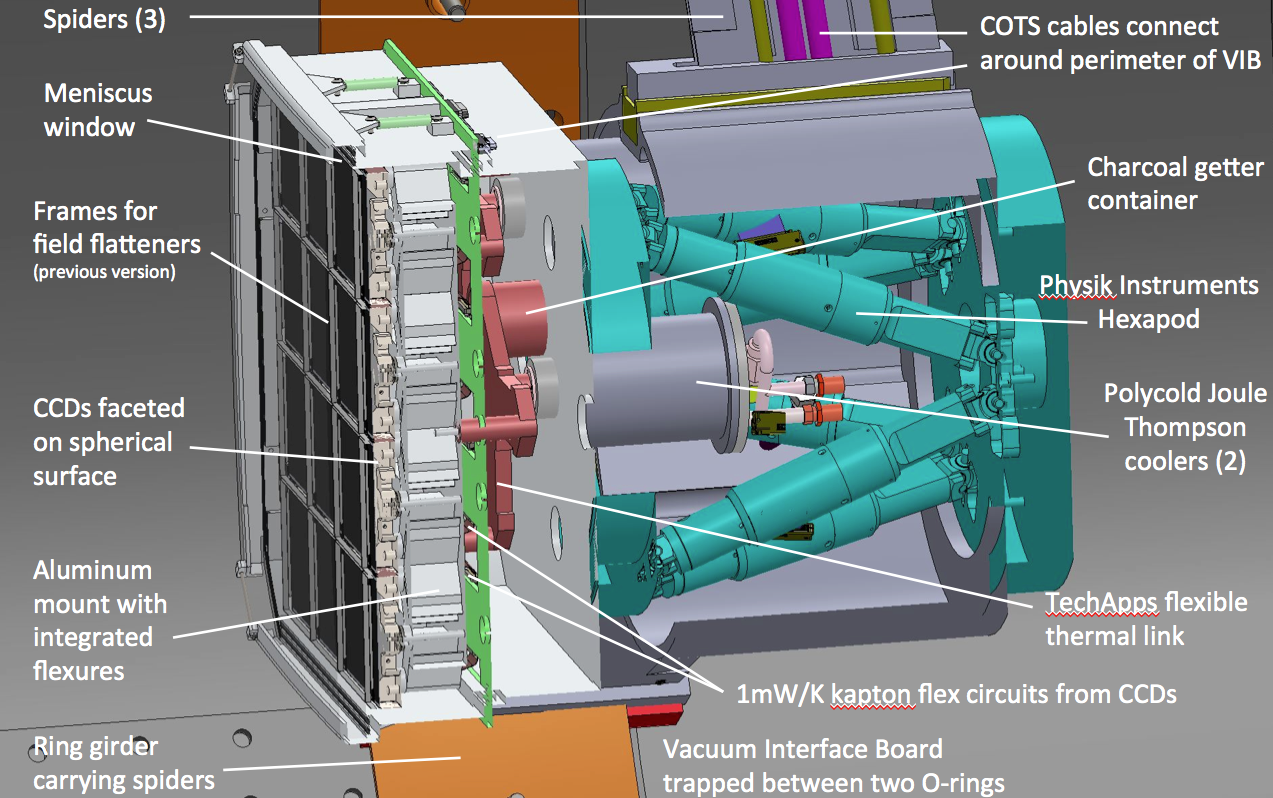 Spiders (3)
COTS cables connect
around perimeter of VIB
Meniscus
window
Charcoal getter
container
Frames for
field flatteners
(previous version)
Physik Instruments
Hexapod
Polycold Joule
Thompson
coolers (2)
CCDs faceted
on spherical
surface
Aluminum
mount with
integrated
flexures
TechApps flexible
thermal link
1mW/K kapton flex circuits from CCDs
Ring girder
carrying spiders
Vacuum Interface Board
trapped between two O-rings